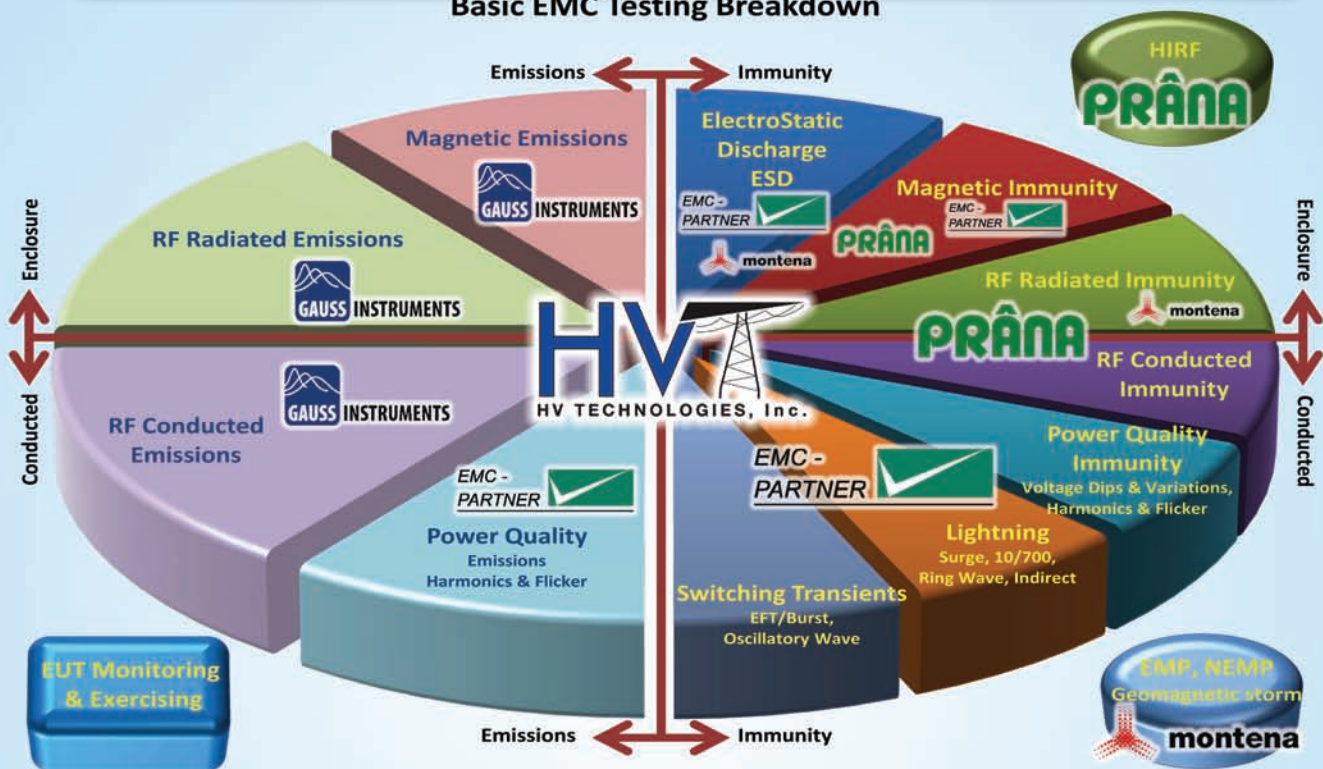 Basic EMC Testing Breakdown
HIRF
PRÂNA
Emissions
Immunity
Magnetic Emissions
GAUSS INSTRUMENTS
ElectroStatic
Discharge
ESD
EMC -
PARTNER
montena
Magnetic Immunity
EMC -
PARTNER
PRÂNA
RF Radiated Emissions
GAUSS INSTRUMENTS
RF Radiated Immunity
montena
Enclosure
Enclosure
Conducted
Conducted
HV
HV TECHNOLOGIES, Inc.
PRÂNA
RF Conducted
Immunity
RF Conducted
Emissions
GAUSS INSTRUMENTS
EMC -
PARTNER
Power Quality
Emissions
Harmonics & Flicker
EMC -
PARTNER
Power Quality
Immunity
Voltage Dips & Variations,
Harmonics & Flicker
Lightning
Surge, 10/700,
Ring Wave, Indirect
Switching Transients
EFT/Burst,
Oscillatory Wave
EUT Monitoring
& Exercising
EMP, NEMP
Geomagnetic storm
montena
Emissions
Immunity